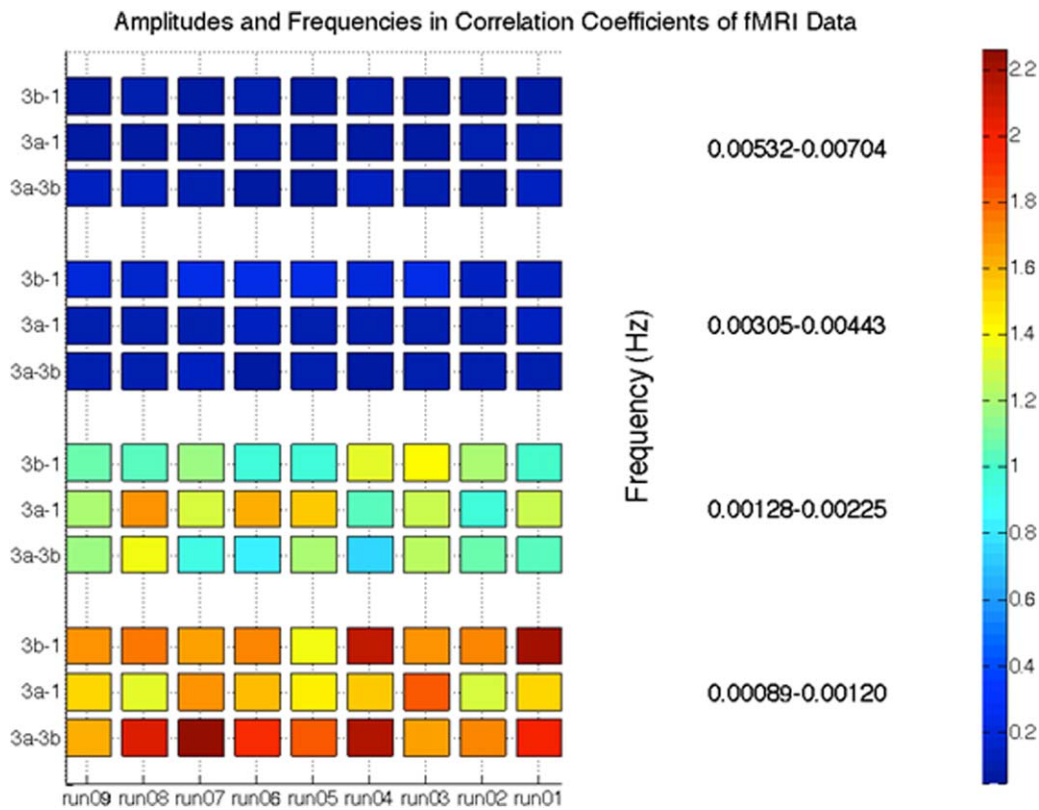 Amplitudes and Frequencies in Correlation Coefficients of fMRI Data
3b-1
3a-1
3a-3b
0.00532-0.00704
3b-1
3a-1
3a-3b
0.00305-0.00443
3b-1
3a-1
3a-3b
0.00128-0.00225
3b-1
3a-1
3a-3b
0.00089-0.00120
run09 run08 run07 run06 run05 run04 run03 run02 run01
Frequency (Hz)
2.2
2
1.8
1.6
1.4
1.2
1
0.8
0.6
0.4
0.2